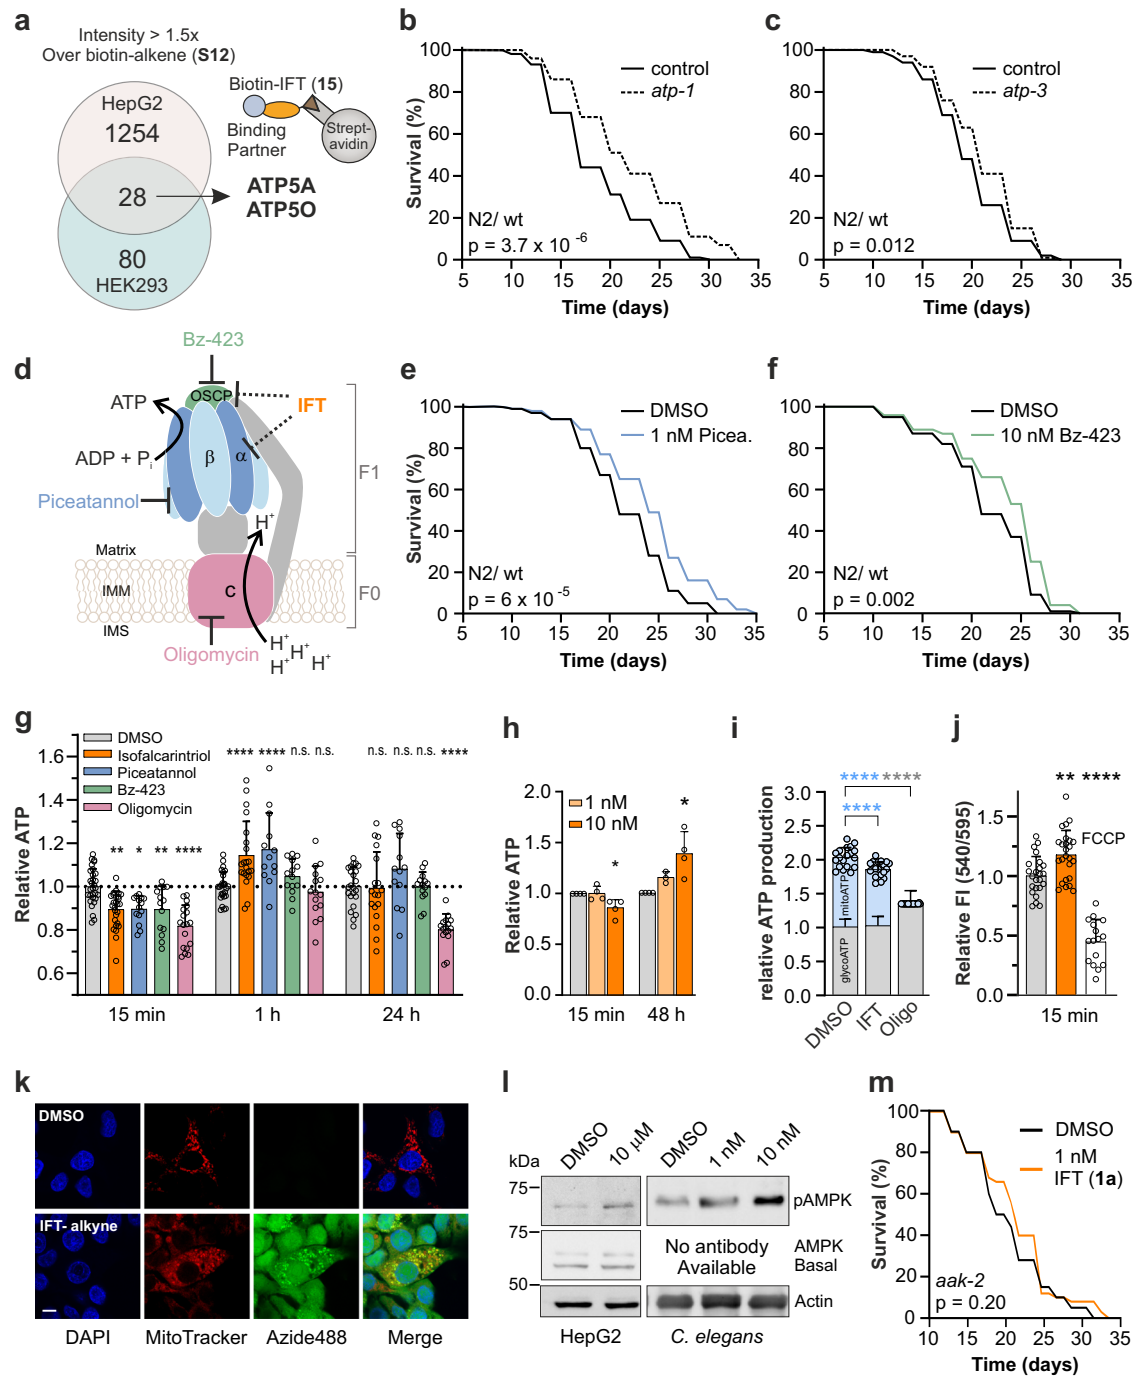 a
Intensity > 1.5x
Over biotin-alkene (S12)
HepG2
1254
28
80
HEK293
Biotin-IFT (15)
Binding
Partner
Strept-
avidin
ATP5A
ATP5O
b
Survival (%)
100
80
60
40
20
0
control
atp-1
N2/ wt
p = 3.7 x 10 -6
5 10 15 20 25 30 35
Time (days)
c
100
80
60
40
20
0
control
atp-3
N2/ wt
p = 0.012
5 10 15 20 25 30 35
Time (days)
d
Bz-423
OSCP
ATP
IFT
ADP + Pi
β
α
F1
Piceatannol
H+
Matrix
IMM
C
F0
IMS
Oligomycin
H+
H+
H+
H+
e
Survival (%)
100
80
60
40
20
0
DMSO
1 nM Picea.
N2/ wt
p = 6 x 10 -5
5 10 15 20 25 30 35
Time (days)
f
100
80
60
40
20
0
DMSO
10 nM Bz-423
N2/ wt
p = 0.002
5 10 15 20 25 30 35
Time (days)
g
Relative ATP
1.6
1.4
1.2
1.0
0.8
0.6
DMSO
Isofalcarintriol
Piceatannol
Bz-423
Oligomycin
** * ** ****
**** **** n.s. n.s.
n.s. n.s. n.s. ****
15 min 1 h 24 h
h
Relative ATP
2.0
1.5
1.0
0.5
0.0
1 nM
10 nM
*
*
15 min 48 h
i
relative ATP production
3.0
2.5
2.0
1.5
1.0
0.5
0.0
**** ****
****
mitoATP
glycoATP
DMSO
IFT
Oligo
j
Relative FI (540/595)
1.5
1.0
0.5
0.0
** ****
FCCP
15 min
k
DMSO
IFT- alkyne
DAPI MitoTracker Azide488 Merge
l
kDa
DMSO
10 µM
DMSO
1 nM
10 nM
75
75
50
pAMPK
No antibody
Available
AMPK
Basal
Actin
HepG2 C. elegans
m
Survival (%)
100
80
60
40
20
0
DMSO
1 nM
IFT (1a)
aak-2
p = 0.20
10 15 20 25 30 35
Time (days)